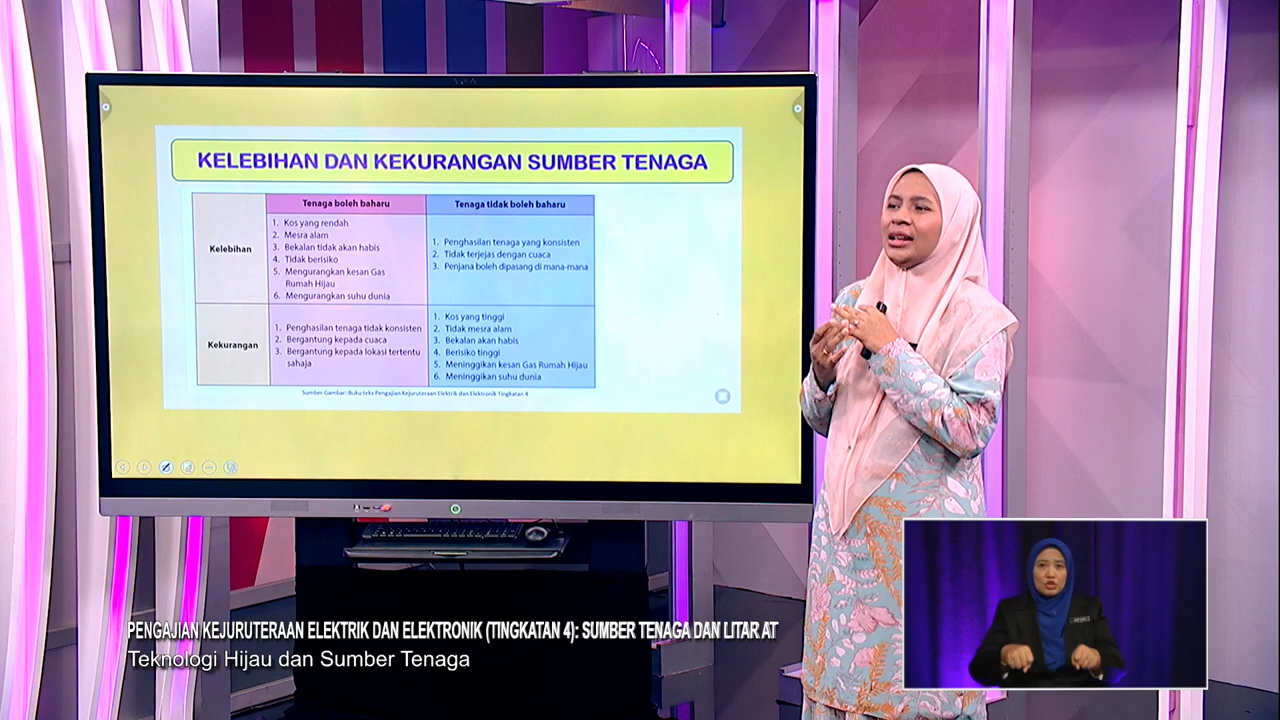 KELEBIHAN DAN KEKURANGAN SUMBER TENAGA
Tenaga boleh baharu
Tenaga tidak boleh baharu
Kelebihan
1. Kos yang rendah
2. Mesra alam
3. Bekalan tidak akan habis
4. Tidak berisiko
5. Mengurangkan kesan Gas
Rumah Hijau
6. Mengurangkan suhu dunia
1. Penghasilan tenaga yang konsisten
2. Tidak terjejas dengan cuaca
3. Penjana boleh dipasang di mana-mana
Kekurangan
1. Penghasilan tenaga tidak konsisten
2. Bergantung kepada cuaca
3. Bergantung kepada lokasi tertentu
sahaja
1. Kos yang tinggi
2. Tidak mesra alam
3. Bekalan akan habis
4. Berisiko tinggi
5. Meninggikan kesan Gas Rumah Hijau
6. Meninggikan suhu dunia
Sumber Gambar: Buku teks Pengajian Kejuruteraan Elektrik dan Elektronik Tingkatan 4
PENGAJIAN KEJURUTERAAN ELEKTRIK DAN ELEKTRONIK (TINGKATAN 4): SUMBER TENAGA DAN LITAR AT
Teknologi Hijau dan Sumber Tenaga